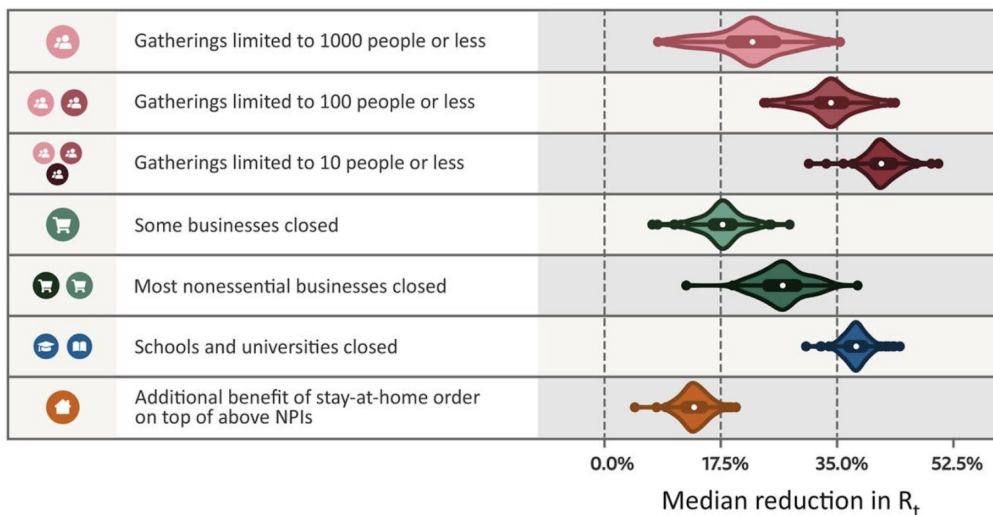 Gatherings limited to 1000 people or less
Gatherings limited to 100 people or less
Gatherings limited to 10 people or less
Some businesses closed
Most nonessential businesses closed
Schools and universities closed
Additional benefit of stay-at-home order
on top of above NPIs
0.0% 17.5% 35.0% 52.5%
Median reduction in Rt